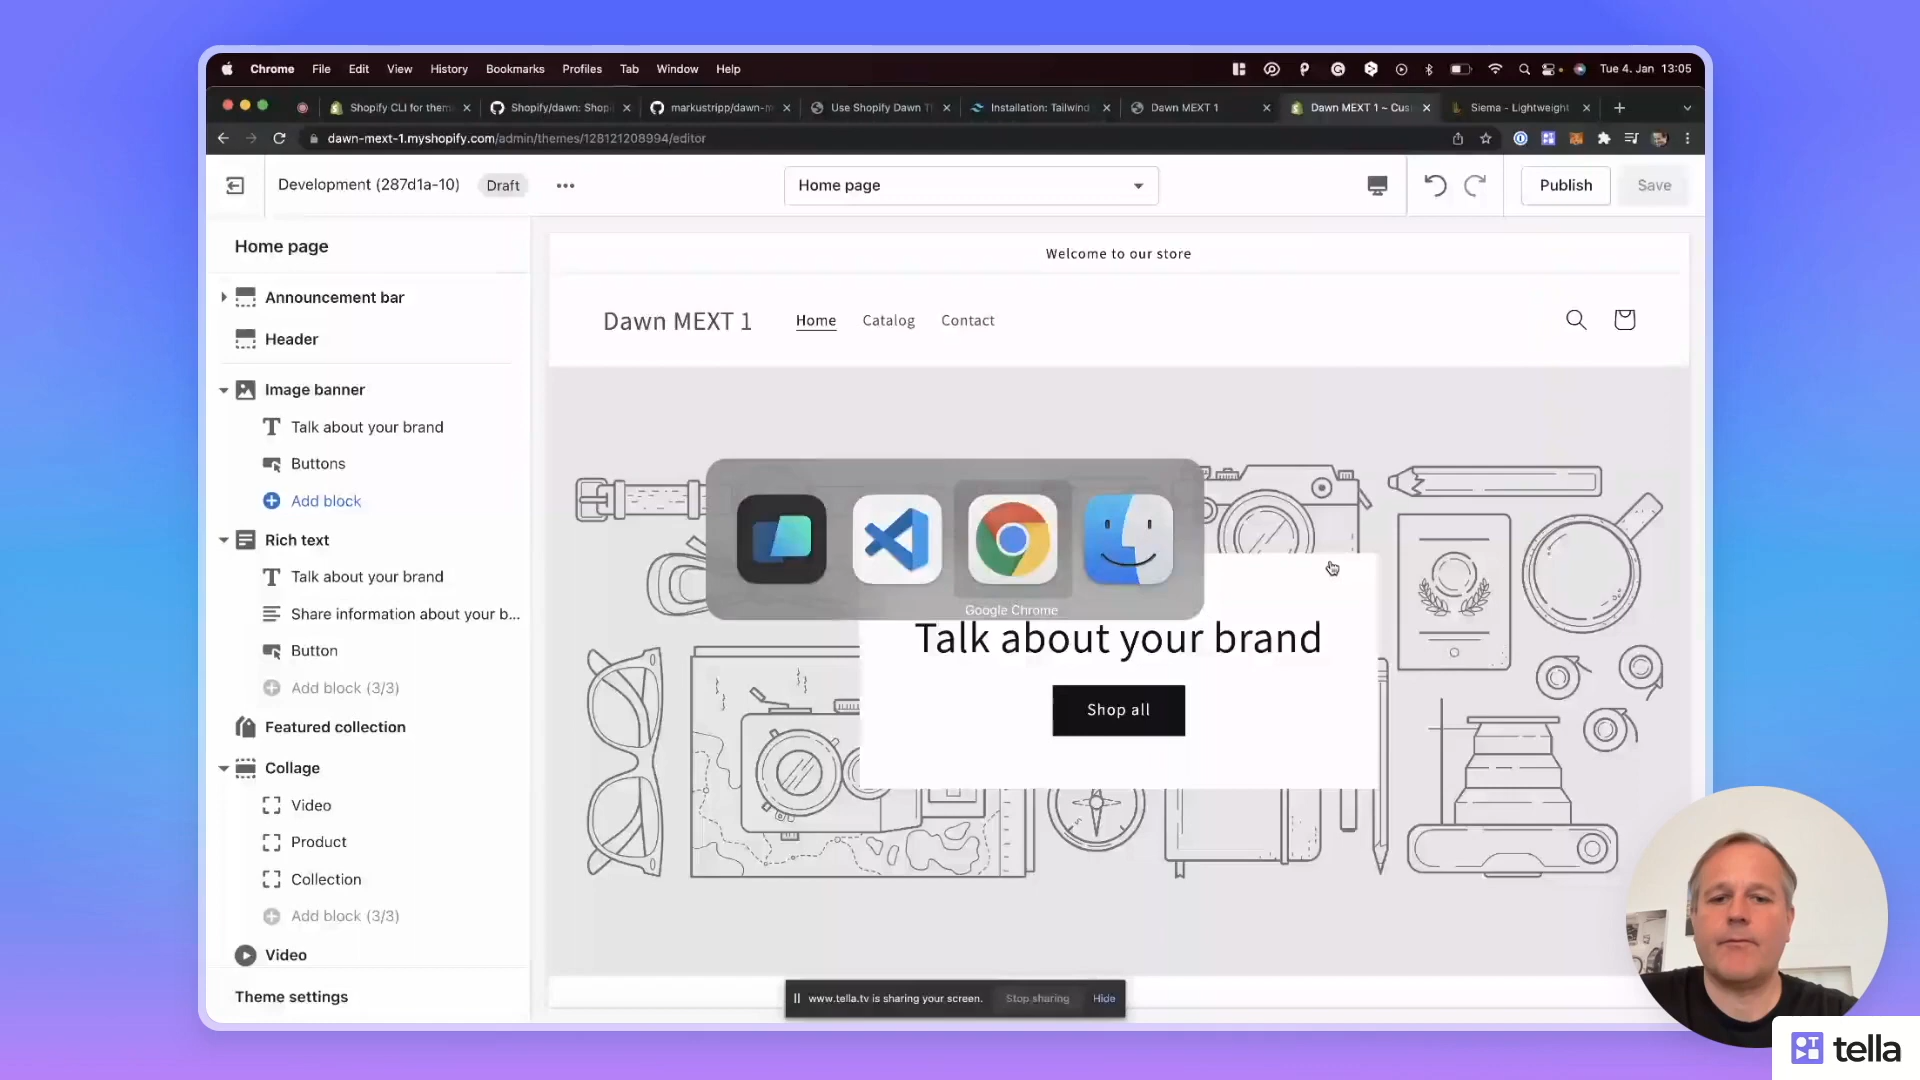 Chrome File Edit View History Bookmarks Profiles Tab Window Help
Tue 4. Jan 13:05
Shopify CLI for them
Shopify/dawn: Shopi
markustripp/dawn-m
Use Shopify Dawn T
Installation: Tailwind
Dawn MEXT 1
Dawn MEXT 1 ~ Cus
Siema - Lightweight
dawn-mext-1.myshopify.com/admin/themes/128121208994/editor
Development (287d1a-10) Draft
Home page
Publish
Save
Home page
Announcement bar
Header
Image banner
Talk about your brand
Buttons
Add block
Rich text
Talk about your brand
Share information about your b...
Button
Add block (3/3)
Featured collection
Collage
Video
Product
Collection
Add block (3/3)
Video
Theme settings
Welcome to our store
Dawn MEXT 1 Home Catalog Contact
Google Chrome
Talk about your brand
Shop all
www.tella.tv is sharing your screen. Stop sharing Hide
tella